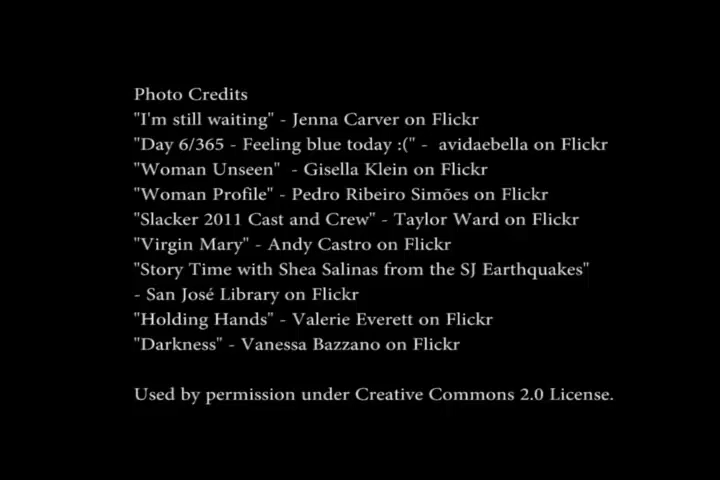 Photo Credits
"I'm still waiting" - Jenna Carver on Flickr
"Day 6/365 - Feeling blue today :(" -  avidaebella on Flickr
"Woman Unseen"  - Gisella Klein on Flickr
"Woman Profile" - Pedro Ribeiro Simões on Flickr
"Slacker 2011 Cast and Crew" - Taylor Ward on Flickr
"Virgin Mary" - Andy Castro on Flickr
"Story Time with Shea Salinas from the SJ Earthquakes"
- San José Library on Flickr
"Holding Hands" - Valerie Everett on Flickr
"Darkness" - Vanessa Bazzano on Flickr
Used by permission under Creative Commons 2.0 License.